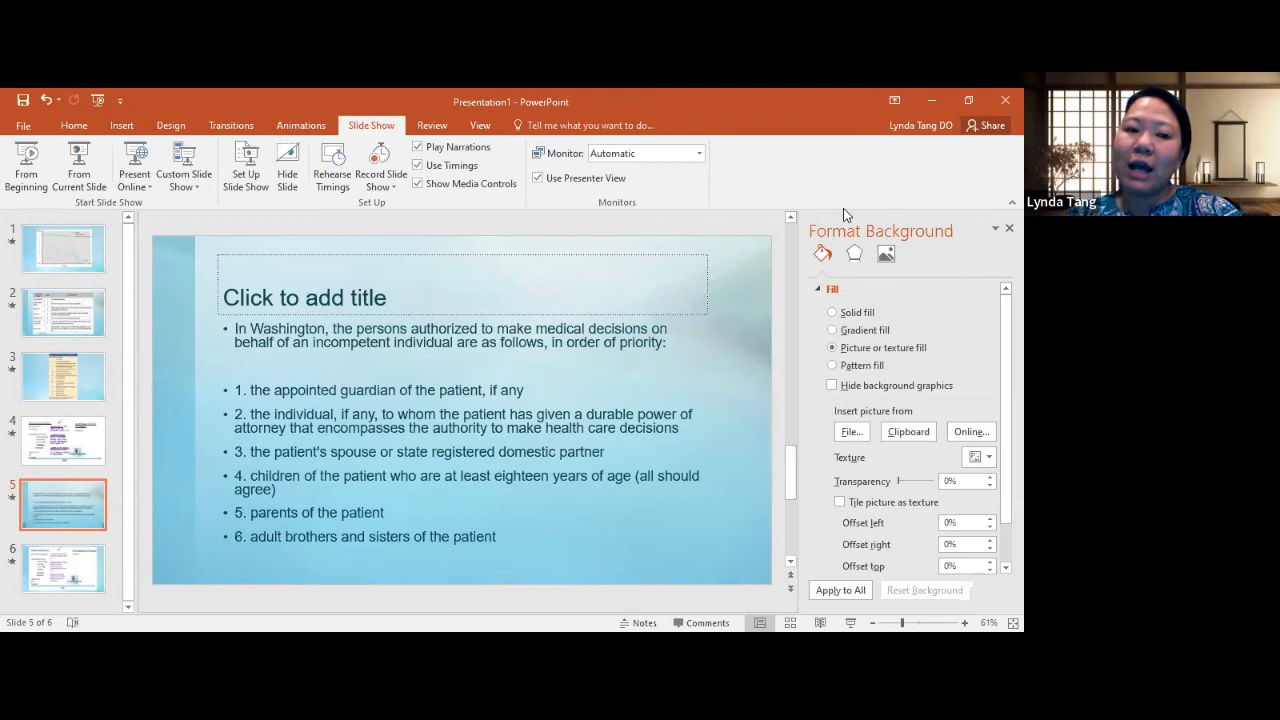 Presentation1 - PowerPoint
File Home Insert Design Transitions Animations Slide Show Review View Tell me what you want to do... Lynda Tang DO Share
From Beginning
From Current Slide
Present Online
Custom Slide Show
Start Slide Show
Set Up Slide Show
Hide Slide
Rehearse Timings
Record Slide Show
Play Narrations
Use Timings
Show Media Controls
Set Up
Monitor: Automatic
Use Presenter View
Monitors
Lynda Tang
1
2
3
4
5
6
Click to add title
• In Washington, the persons authorized to make medical decisions on
behalf of an incompetent individual are as follows, in order of priority:
• 1. the appointed guardian of the patient, if any
• 2. the individual, if any, to whom the patient has given a durable power of
attorney that encompasses the authority to make health care decisions
• 3. the patient's spouse or state registered domestic partner
• 4. children of the patient who are at least eighteen years of age (all should
agree)
• 5. parents of the patient
• 6. adult brothers and sisters of the patient
Format Background
Fill
Solid fill
Gradient fill
Picture or texture fill
Pattern fill
Hide background graphics
Insert picture from
File... Clipboard Online...
Texture
Transparency 0%
Tile picture as texture
Offset left 0%
Offset right 0%
Offset top 0%
Apply to All Reset Background
Slide 5 of 6 Notes Comments 61%